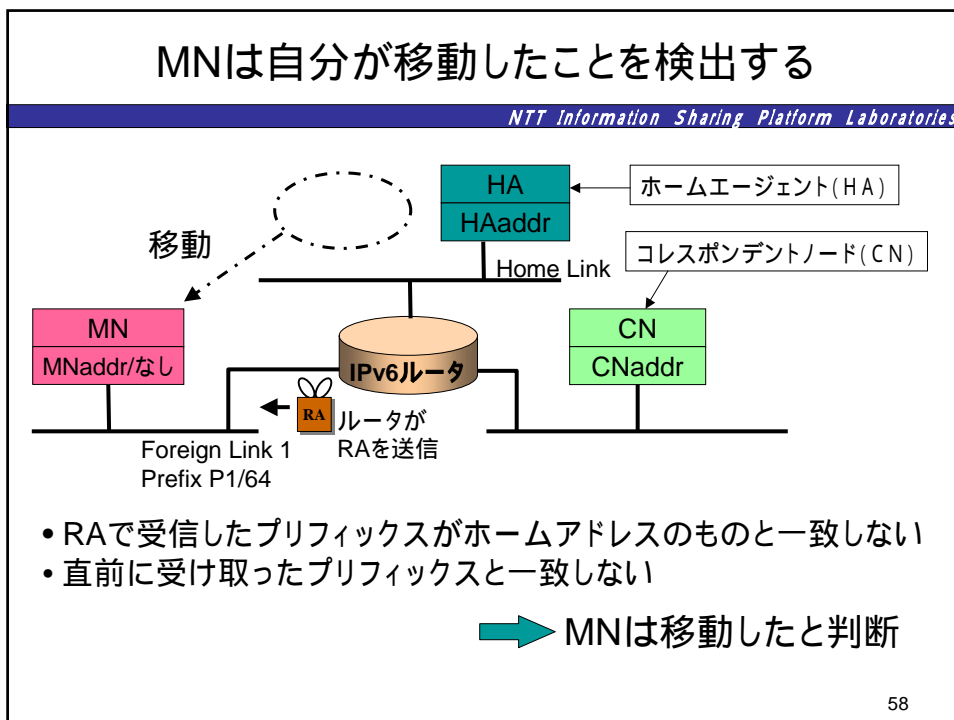 MNは自分が移動したことを検出する
NTT Information Sharing Platform Laboratories
HA
HAaddr
ホームエージェント(HA)
移動
コレスポンデントノード(CN)
Home Link
MN
MNaddr/なし
IPv6ルータ
CN
CNaddr
RA
ルータが
RAを送信
Foreign Link 1
Prefix P1/64
• RAで受信したプリフィックスがホームアドレスのものと一致しない
• 直前に受け取ったプリフィックスと一致しない
MNは移動したと判断
58